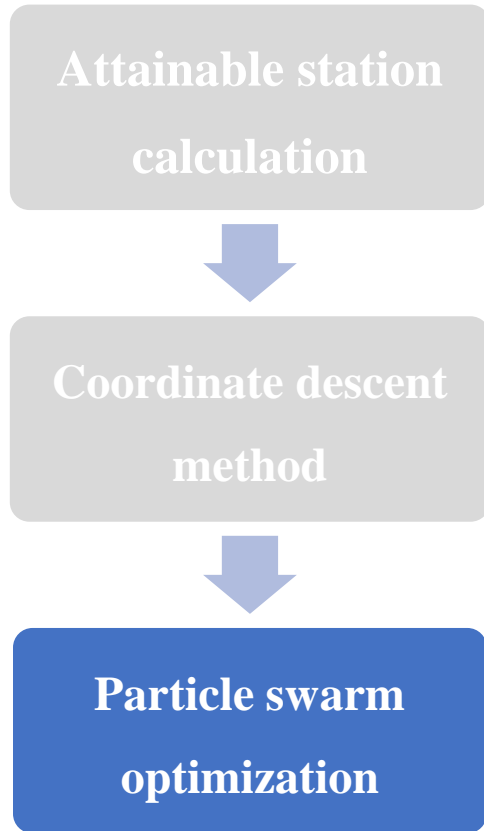 Attainable station
calculation
Coordinate descent
method
Particle swarm
optimization